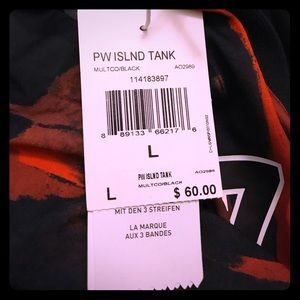 PW ISLND TANK
MULTCO/BLACK AO2989
114183897
8 89133 66217 6
L
PW ISLND TANK AO2989
L MULTCO/BLACK
$ 60.00
MIT DEN 3 STREIFEN
LA MARQUE
AUX 3 BANDES